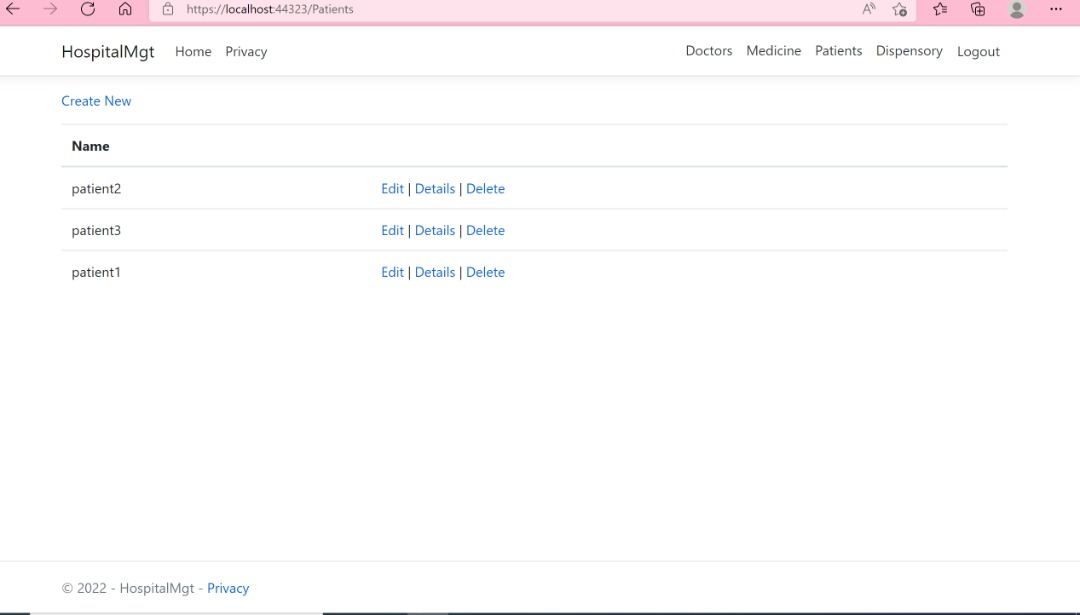 https://localhost:44323/Patients
HospitalMgt Home Privacy Doctors Medicine Patients Dispensory Logout
Create New
Name
patient2 Edit | Details | Delete
patient3 Edit | Details | Delete
patient1 Edit | Details | Delete
© 2022 - HospitalMgt - Privacy